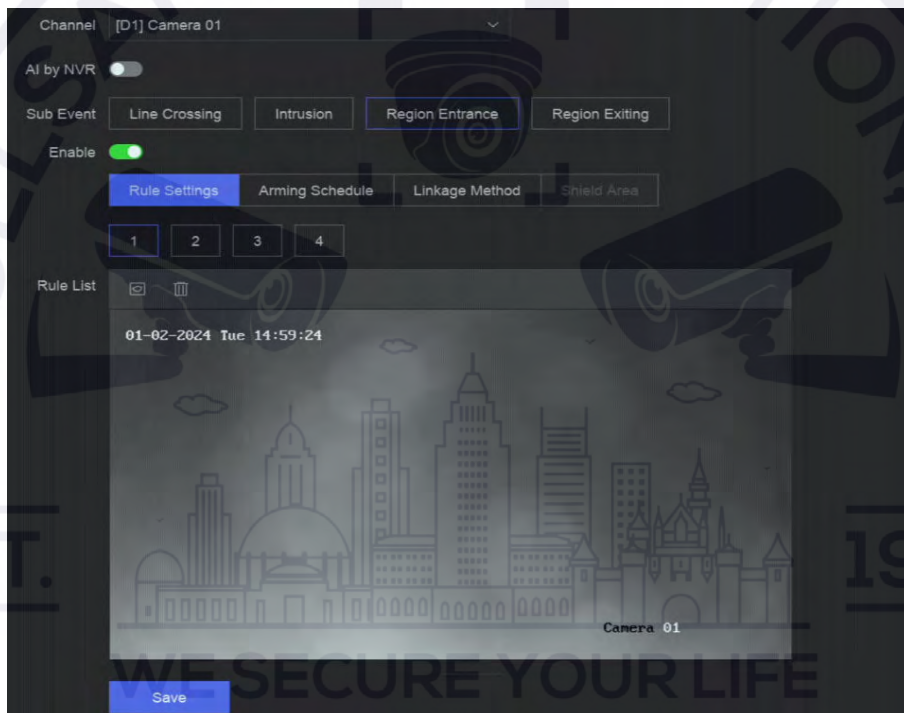 Channel [D1] Camera 01
AI by NVR
Sub Event Line Crossing Intrusion Region Entrance Region Exiting
Enable
Rule Settings Arming Schedule Linkage Method Shield Area
1 2 3 4
Rule List
01-02-2024 Tue 14:59:24
T. 19
Camera 01
WE SECURE YOUR LIFE
Save